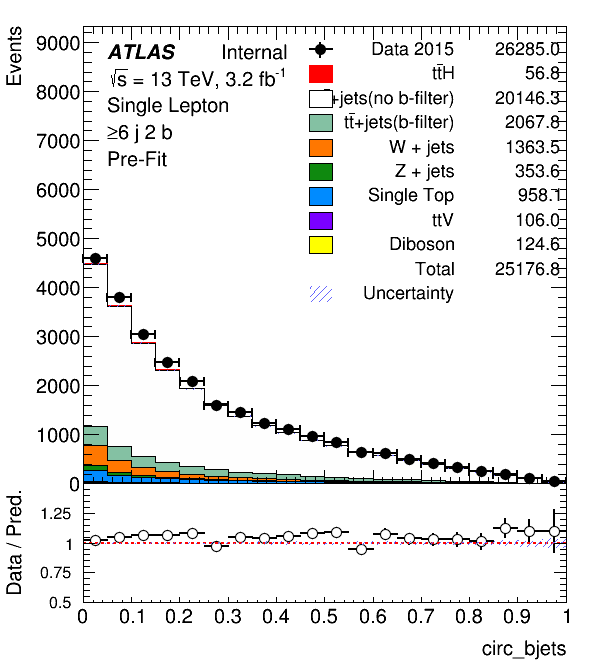 Events
9000
8000
7000
6000
5000
4000
3000
2000
1000
0
ATLAS Internal
√s = 13 TeV, 3.2 fb⁻¹
Single Lepton
≥6 j 2 b
Pre-Fit
Data 2015 26285.0
tt̄H 56.8
+jets(no b-filter) 20146.3
tt̄+jets(b-filter) 2067.8
W + jets 1363.5
Z + jets 353.6
Single Top 958.1
ttV 106.0
Diboson 124.6
Total 25176.8
Uncertainty
Data / Pred.
1.25
1
0.75
0.5
0 0.1 0.2 0.3 0.4 0.5 0.6 0.7 0.8 0.9 1
circ_bjets